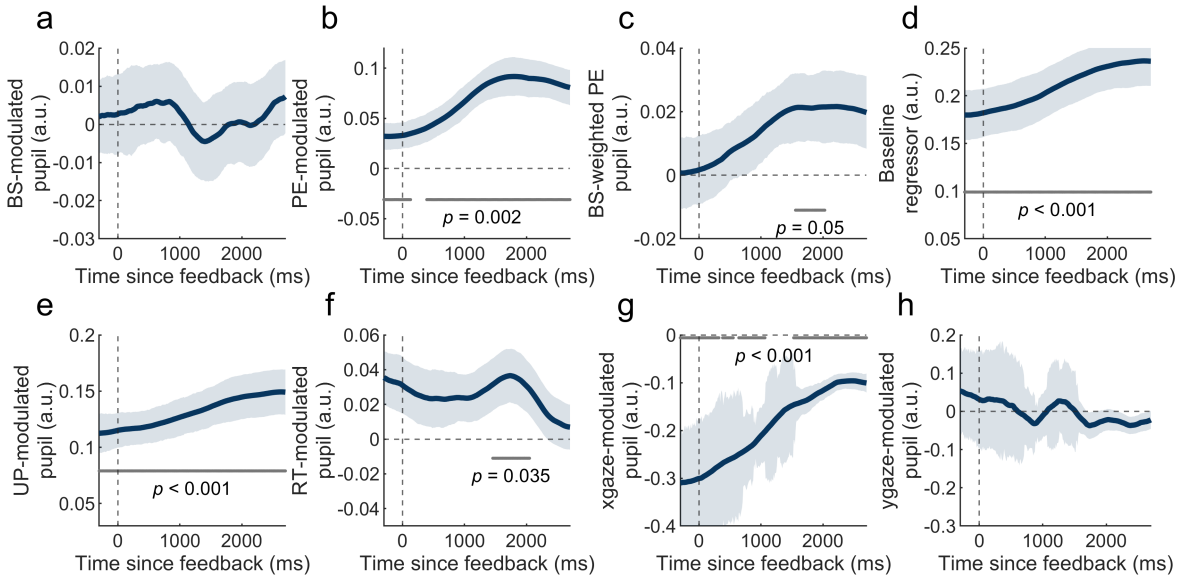 a
BS-modulated
pupil (a.u.)
0.02
0.01
0
-0.01
-0.02
-0.03
0 1000 2000
Time since feedback (ms)
b
PE-modulated
pupil (a.u.)
0.1
0.05
0
-0.05
p = 0.002
0 1000 2000
Time since feedback (ms)
c
BS-weighted PE
pupil (a.u.)
0.04
0.02
0
-0.02
p = 0.05
0 1000 2000
Time since feedback (ms)
d
Baseline
regressor (a.u.)
0.25
0.2
0.15
0.1
0.05
p < 0.001
0 1000 2000
Time since feedback (ms)
e
UP-modulated
pupil (a.u.)
0.2
0.15
0.1
0.05
p < 0.001
0 1000 2000
Time since feedback (ms)
f
RT-modulated
pupil (a.u.)
0.06
0.04
0.02
0
-0.02
-0.04
p = 0.035
0 1000 2000
Time since feedback (ms)
g
xgaze-modulated
pupil (a.u.)
0
-0.1
-0.2
-0.3
-0.4
p < 0.001
0 1000 2000
Time since feedback (ms)
h
ygaze-modulated
pupil (a.u.)
0.2
0.1
0
-0.1
-0.2
-0.3
0 1000 2000
Time since feedback (ms)